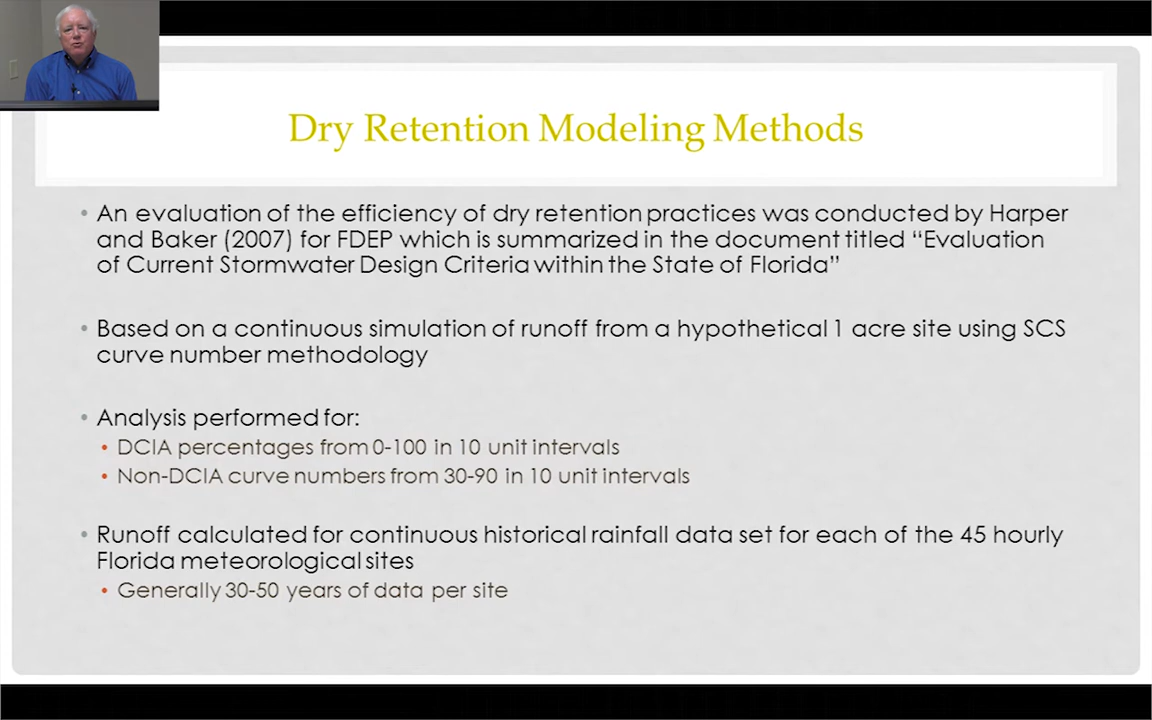 Dry Retention Modeling Methods
• An evaluation of the efficiency of dry retention practices was conducted by Harper
and Baker (2007) for FDEP which is summarized in the document titled “Evaluation
of Current Stormwater Design Criteria within the State of Florida”
• Based on a continuous simulation of runoff from a hypothetical 1 acre site using SCS
curve number methodology
• Analysis performed for:
• DCIA percentages from 0-100 in 10 unit intervals
• Non-DCIA curve numbers from 30-90 in 10 unit intervals
• Runoff calculated for continuous historical rainfall data set for each of the 45 hourly
Florida meteorological sites
• Generally 30-50 years of data per site